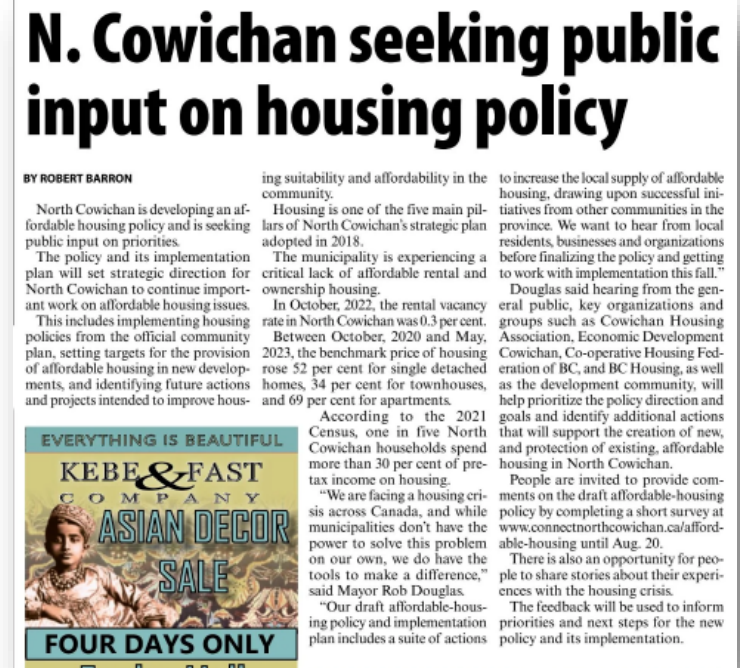 N. Cowichan seeking public
input on housing policy
BY ROBERT BARRON
North Cowichan is developing an af-
fordable housing policy and is seeking
public input on priorities.
The policy and its implementation
plan will set strategic direction for
North Cowichan to continue import-
ant work on affordable housing issues.
This includes implementing housing
policies from the official community
plan, setting targets for the provision
of affordable housing in new develop-
ments, and identifying future actions
and projects intended to improve hous-
ing suitability and affordability in the
community.
Housing is one of the five main pil-
lars of North Cowichan's strategic plan
adopted in 2018.
The municipality is experiencing a
critical lack of affordable rental and
ownership housing.
In October, 2022, the rental vacancy
rate in North Cowichan was 0.3 per cent.
Between October, 2020 and May,
2023, the benchmark price of housing
rose 52 per cent for single detached
homes, 34 per cent for townhouses,
and 69 per cent for apartments.
According to the 2021
Census, one in five North
Cowichan households spend
more than 30 per cent of pre-
tax income on housing.
"We are facing a housing cri-
sis across Canada, and while
municipalities don't have the
power to solve this problem
on our own, we do have the
tools to make a difference,"
said Mayor Rob Douglas.
"Our draft affordable-hous-
ing policy and implementation
plan includes a suite of actions
to increase the local supply of affordable
housing, drawing upon successful ini-
tiatives from other communities in the
province. We want to hear from local
residents, businesses and organizations
before finalizing the policy and getting
to work with implementation this fall."
Douglas said hearing from the gen-
eral public, key organizations and
groups such as Cowichan Housing
Association, Economic Development
Cowichan, Co-operative Housing Fed-
eration of BC, and BC Housing, as well
as the development community, will
help prioritize the policy direction and
goals and identify additional actions
that will support the creation of new,
and protection of existing, affordable
housing in North Cowichan.
People are invited to provide com-
ments on the draft affordable-housing
policy by completing a short survey at
www.connectnorthcowichan.ca/afford-
able-housing until Aug. 20.
There is also an opportunity for peo-
ple to share stories about their experi-
ences with the housing crisis.
The feedback will be used to inform
priorities and next steps for the new
policy and its implementation.
EVERYTHING IS BEAUTIFUL
KEBE & FAST
COMPANY
ASIAN DECOR
SALE
FOUR DAYS ONLY